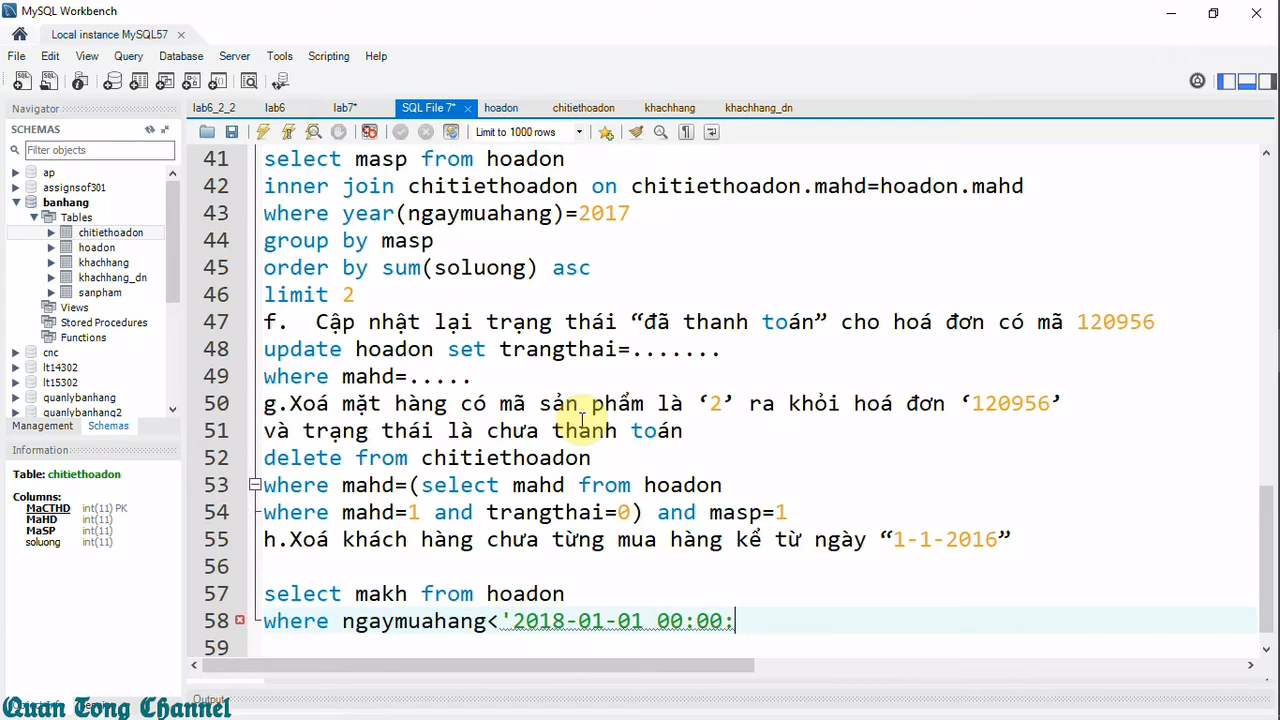 MySQL Workbench
Local instance MySQL57
File Edit View Query Database Server Tools Scripting Help
Navigator
SCHEMAS
Filter objects
ap
assignsof301
banhang
Tables
chitiethoadon
hoadon
khachhang
khachhang_dn
sanpham
Views
Stored Procedures
Functions
cnc
lt14302
lt15302
quanlybanhang
quanlybanhang2
Management Schemas
Information
Table: chitiethoadon
Columns:
MaCTHD int(11) PK
MaHD int(11)
MaSP int(11)
soluong int(11)
lab6_2_2 lab6 lab7* SQL File 7* hoadon chitiethoadon khachhang khachhang_dn
Limit to 1000 rows
41 select masp from hoadon
42 inner join chitiethoadon on chitiethoadon.mahd=hoadon.mahd
43 where year(ngaymuahang)=2017
44 group by masp
45 order by sum(soluong) asc
46 limit 2
47 f. Cập nhật lại trạng thái “đã thanh toán” cho hoá đơn có mã 120956
48 update hoadon set trangthai=.......
49 where mahd=.....
50 g.Xoá mặt hàng có mã sản phẩm là ‘2’ ra khỏi hoá đơn ‘120956’
51 và trạng thái là chưa thanh toán
52 delete from chitiethoadon
53 where mahd=(select mahd from hoadon
54 where mahd=1 and trangthai=0) and masp=1
55 h.Xoá khách hàng chưa từng mua hàng kể từ ngày “1-1-2016”
56
57 select makh from hoadon
58 where ngaymuahang<'2018-01-01 00:00:
59
Output
Quan Tong Channel